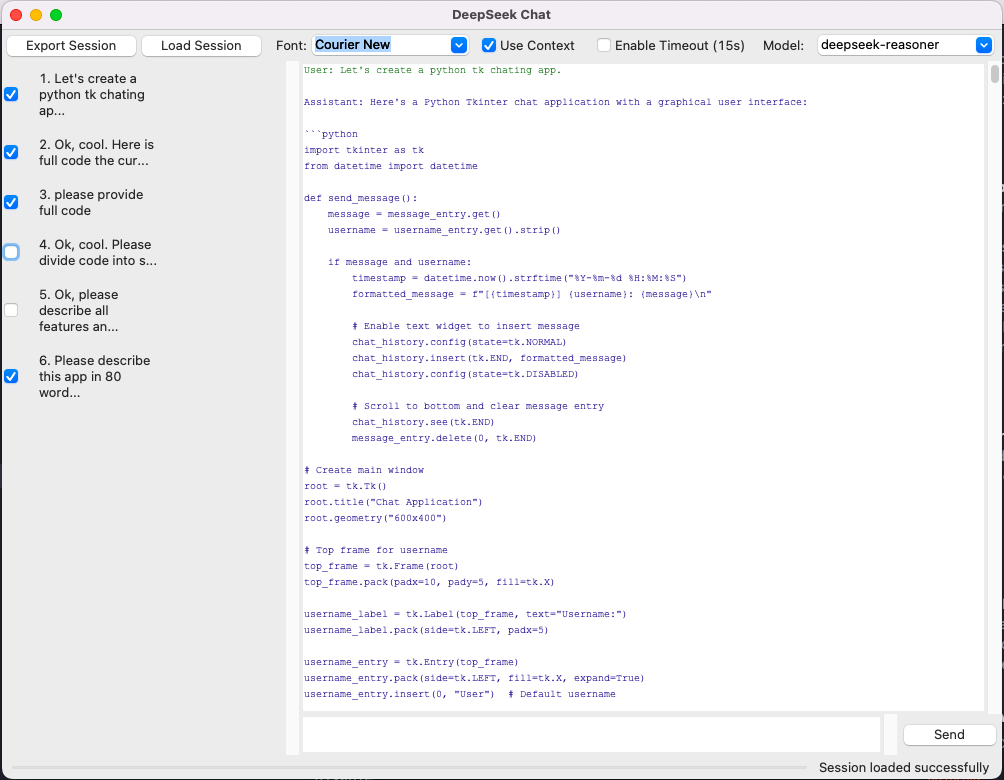 DeepSeek Chat
Export Session Load Session Font: Courier New Use Context Enable Timeout (15s) Model: deepseek-reasoner
1. Let's create a
python tk chating
ap...
2. Ok, cool. Here is
full code the cur...
3. please provide
full code
4. Ok, cool. Please
divide code into s...
5. Ok, please
describe all
features an...
6. Please describe
this app in 80
word...
User: Let's create a python tk chating app.
Assistant: Here's a Python Tkinter chat application with a graphical user interface:
```python
import tkinter as tk
from datetime import datetime
def send_message():
    message = message_entry.get()
    username = username_entry.get().strip()
    if message and username:
        timestamp = datetime.now().strftime("%Y-%m-%d %H:%M:%S")
        formatted_message = f"[{timestamp}] {username}: {message}\n"
        # Enable text widget to insert message
        chat_history.config(state=tk.NORMAL)
        chat_history.insert(tk.END, formatted_message)
        chat_history.config(state=tk.DISABLED)
        # Scroll to bottom and clear message entry
        chat_history.see(tk.END)
        message_entry.delete(0, tk.END)
# Create main window
root = tk.Tk()
root.title("Chat Application")
root.geometry("600x400")
# Top frame for username
top_frame = tk.Frame(root)
top_frame.pack(padx=10, pady=5, fill=tk.X)
username_label = tk.Label(top_frame, text="Username:")
username_label.pack(side=tk.LEFT, padx=5)
username_entry = tk.Entry(top_frame)
username_entry.pack(side=tk.LEFT, fill=tk.X, expand=True)
username_entry.insert(0, "User")  # Default username
Send
Session loaded successfully